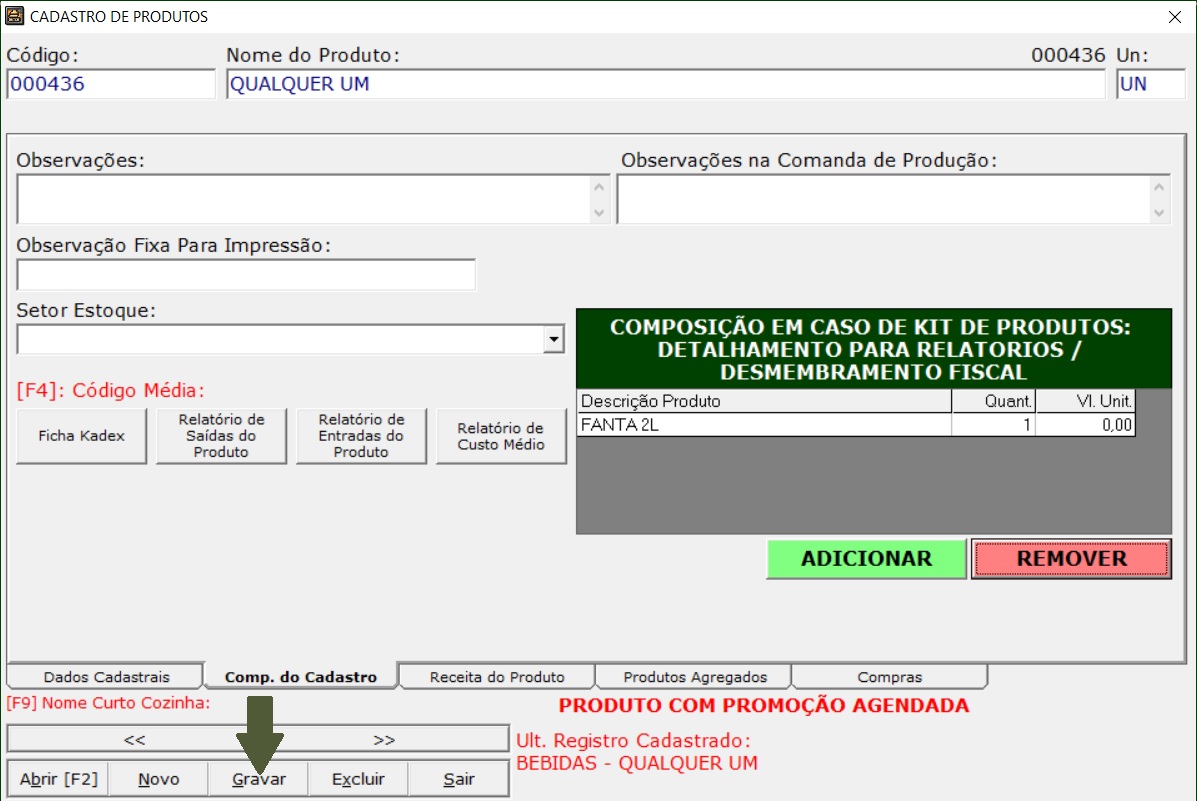 CADASTRO DE PRODUTOS
Código:
Nome do Produto:
000436
Un:
000436
QUALQUER UM
UN
Observações:
Observações na Comanda de Produção:
Observação Fixa Para Impressão:
Setor Estoque:
[F4]: Código Média:
Ficha Kadex
Relatório de
Saídas do
Produto
Relatório de
Entradas do
Produto
Relatório de
Custo Médio
COMPOSIÇÃO EM CASO DE KIT DE PRODUTOS:
DETALHAMENTO PARA RELATORIOS /
DESMEMBRAMENTO FISCAL
Descrição Produto Quant. Vl. Unit.
FANTA 2L 1 0,00
ADICIONAR
REMOVER
Dados Cadastrais
Comp. do Cadastro
Receita do Produto
Produtos Agregados
Compras
[F9] Nome Curto Cozinha:
PRODUTO COM PROMOÇÃO AGENDADA
<< >>
Ult. Registro Cadastrado:
BEBIDAS - QUALQUER UM
Abrir [F2]
Novo
Gravar
Excluir
Sair